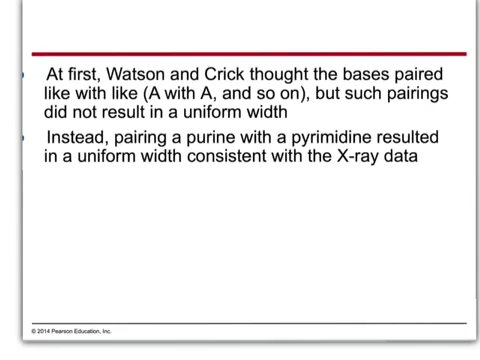 At first, Watson and Crick thought the bases paired
like with like (A with A, and so on), but such pairings
did not result in a uniform width
Instead, pairing a purine with a pyrimidine resulted
in a uniform width consistent with the X-ray data
© 2014 Pearson Education, Inc.